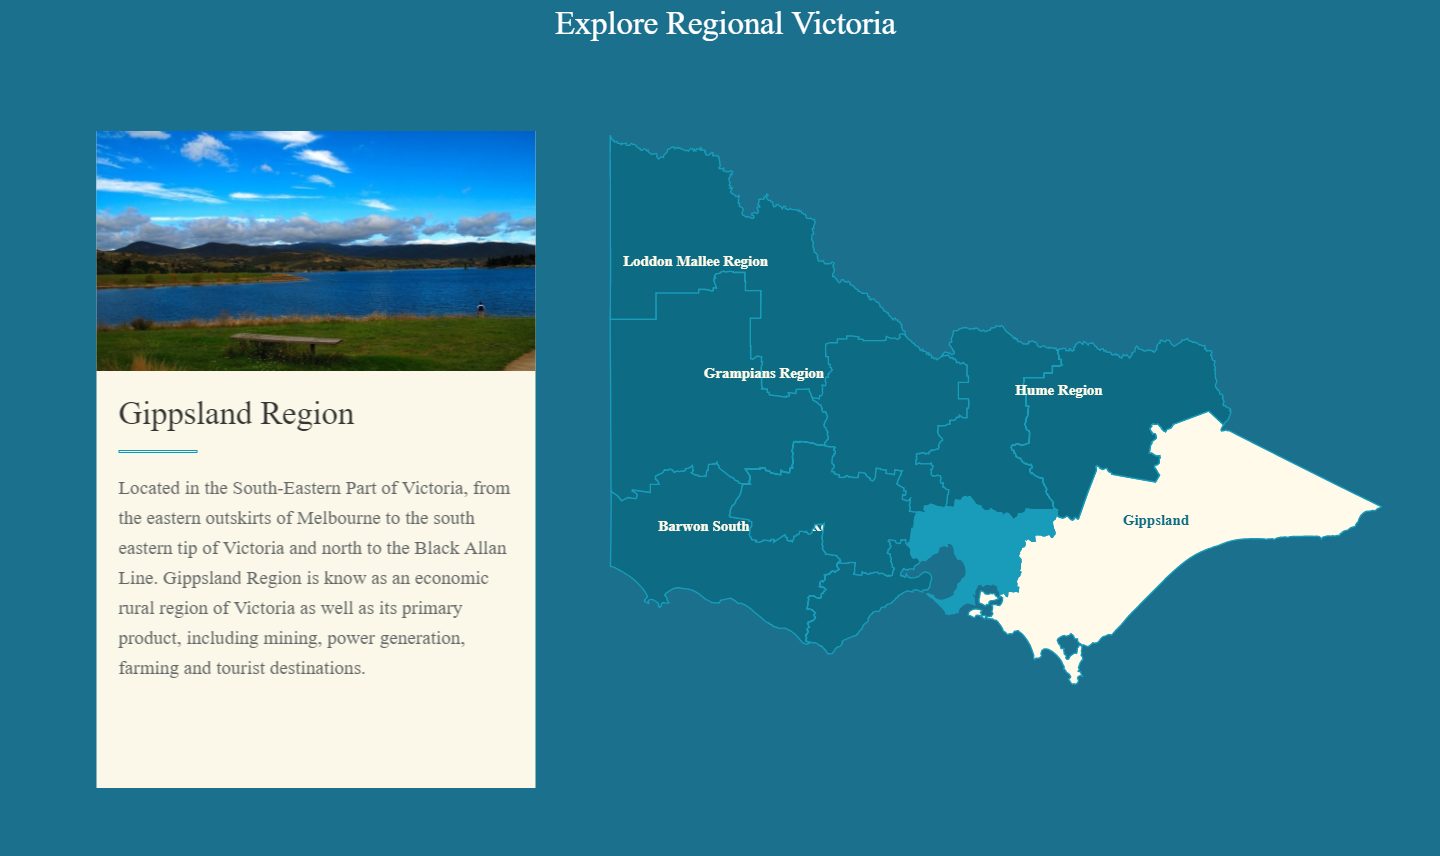 Explore Regional Victoria
Gippsland Region
Located in the South-Eastern Part of Victoria, from
the eastern outskirts of Melbourne to the south
eastern tip of Victoria and north to the Black Allan
Line. Gippsland Region is know as an economic
rural region of Victoria as well as its primary
product, including mining, power generation,
farming and tourist destinations.
Loddon Mallee Region
Grampians Region
Hume Region
Barwon South
Gippsland